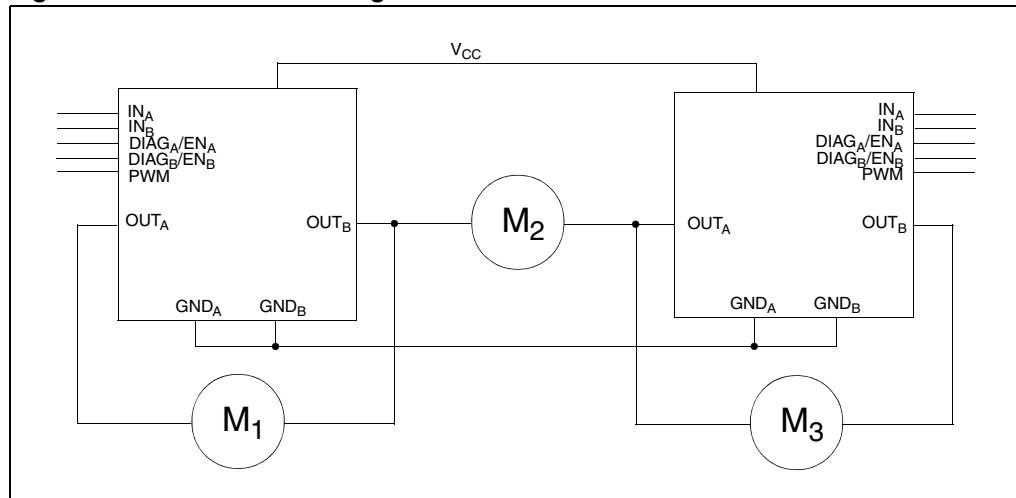 V_CC
IN_A
IN_B
DIAG_A/EN_A
DIAG_B/EN_B
PWM
OUT_A
OUT_B
GND_A
GND_B
M_1
M_2
IN_A
IN_B
DIAG_A/EN_A
DIAG_B/EN_B
PWM
OUT_A
OUT_B
GND_A
GND_B
M_3